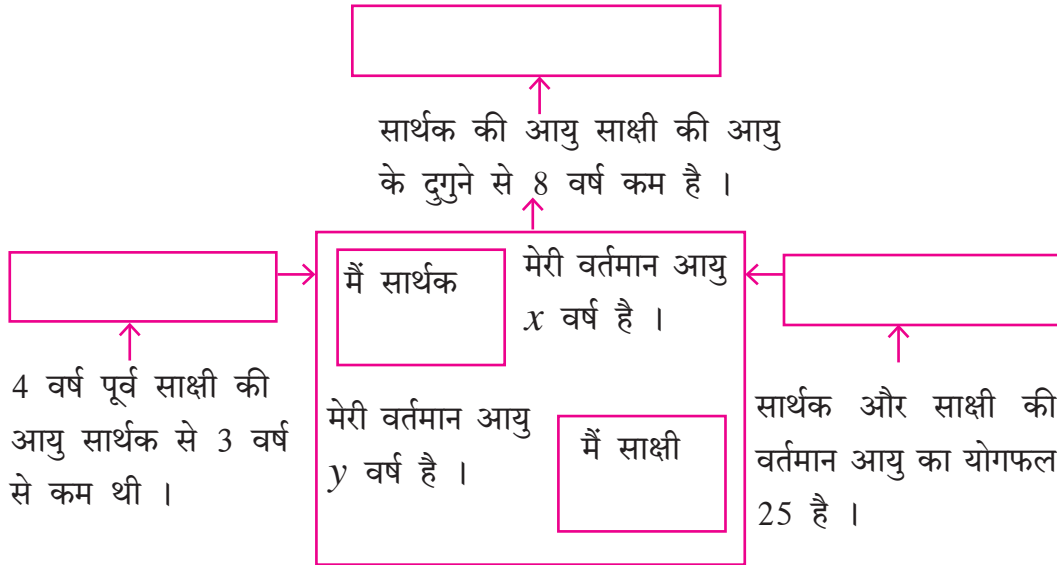 सार्थक की आयु साक्षी की आयु
के दुगुने से 8 वर्ष कम है ।
मैं सार्थक
मेरी वर्तमान आयु
x वर्ष है ।
4 वर्ष पूर्व साक्षी की
आयु सार्थक से 3 वर्ष
से कम थी ।
मेरी वर्तमान आयु
y वर्ष है ।
मैं साक्षी
सार्थक और साक्षी की
वर्तमान आयु का योगफल
25 है ।